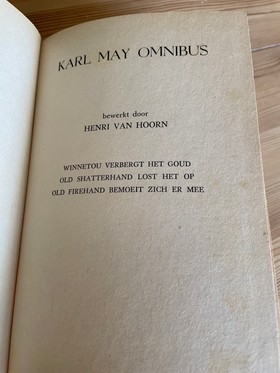 KARL MAY OMNIBUS
bewerkt door
HENRI VAN HOORN
WINNETOU VERBERGT HET GOUD
OLD SHATTERHAND LOST HET OP
OLD FIREHAND BEMOEIT ZICH ER MEE